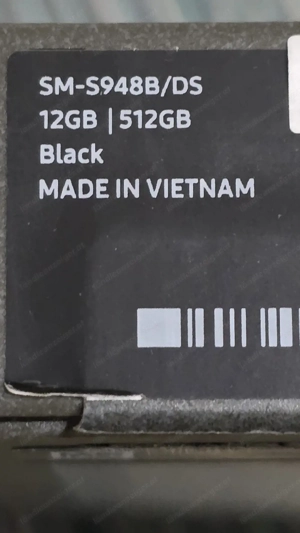 SM-S948B/DS
12GB | 512GB
Black
MADE IN VIETNAM